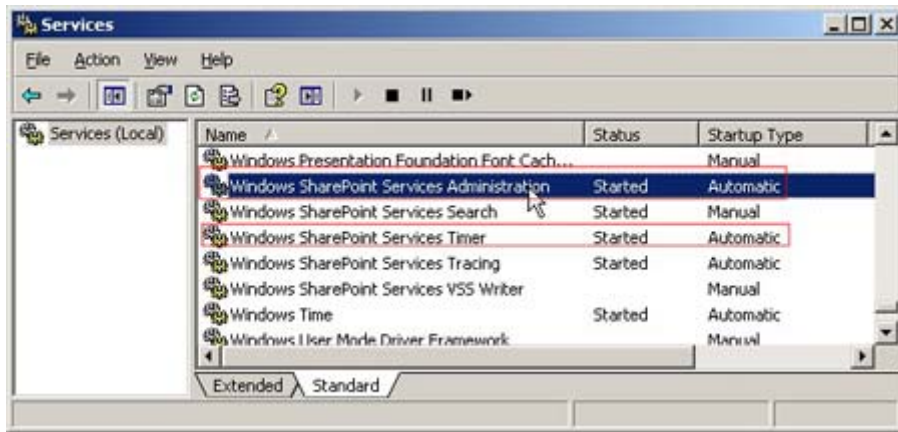 Services
File Action View Help
Services (Local)
Name Status Startup Type
Windows Presentation Foundation Font Cach... Manual
Windows SharePoint Services Administration Started Automatic
Windows SharePoint Services Search Started Manual
Windows SharePoint Services Timer Started Automatic
Windows SharePoint Services Tracing Started Automatic
Windows SharePoint Services VSS Writer Manual
Windows Time Started Automatic
Windows User Mode Driver Framework Manual
Extended Standard